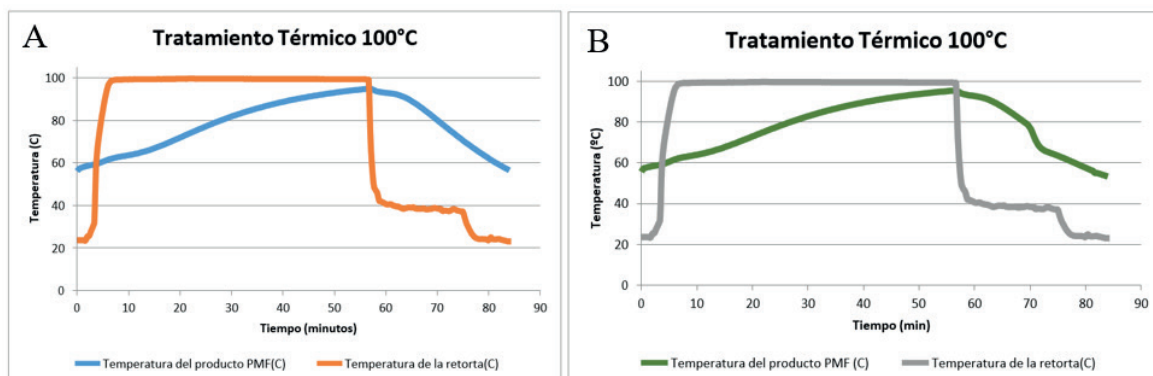 A
Tratamiento Térmico 100°C
Temperatura (C)
120
100
80
60
40
20
0
0 10 20 30 40 50 60 70 80 90
Tiempo (minutos)
Temperatura del producto PMF(C) Temperatura de la retorta(C)
B
Tratamiento Térmico 100°C
Temperatura (ºC)
120
100
80
60
40
20
0
0 10 20 30 40 50 60 70 80 90
Tiempo (min)
Temperatura del producto PMF (C) Temperatura de la retorta(C)